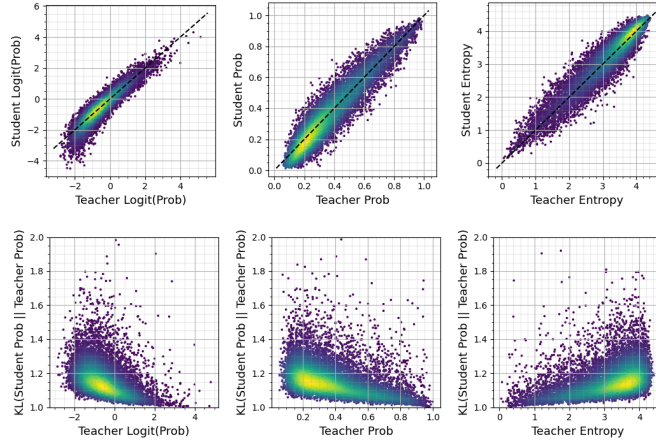 6
4
2
0
−2
−4
Student Logit(Prob)
−2 0 2 4
Teacher Logit(Prob)
1.0
0.8
0.6
0.4
0.2
0.0
Student Prob
0.0 0.2 0.4 0.6 0.8 1.0
Teacher Prob
4
3
2
1
0
Student Entropy
0 1 2 3 4
Teacher Entropy
2.0
1.8
1.6
1.4
1.2
1.0
KL(Student Prob || Teacher Prob)
−2 0 2 4
Teacher Logit(Prob)
2.0
1.8
1.6
1.4
1.2
1.0
KL(Student Prob || Teacher Prob)
0.2 0.4 0.6 0.8 1.0
Teacher Prob
2.0
1.8
1.6
1.4
1.2
1.0
KL(Student Prob || Teacher Prob)
0 1 2 3 4
Teacher Entropy